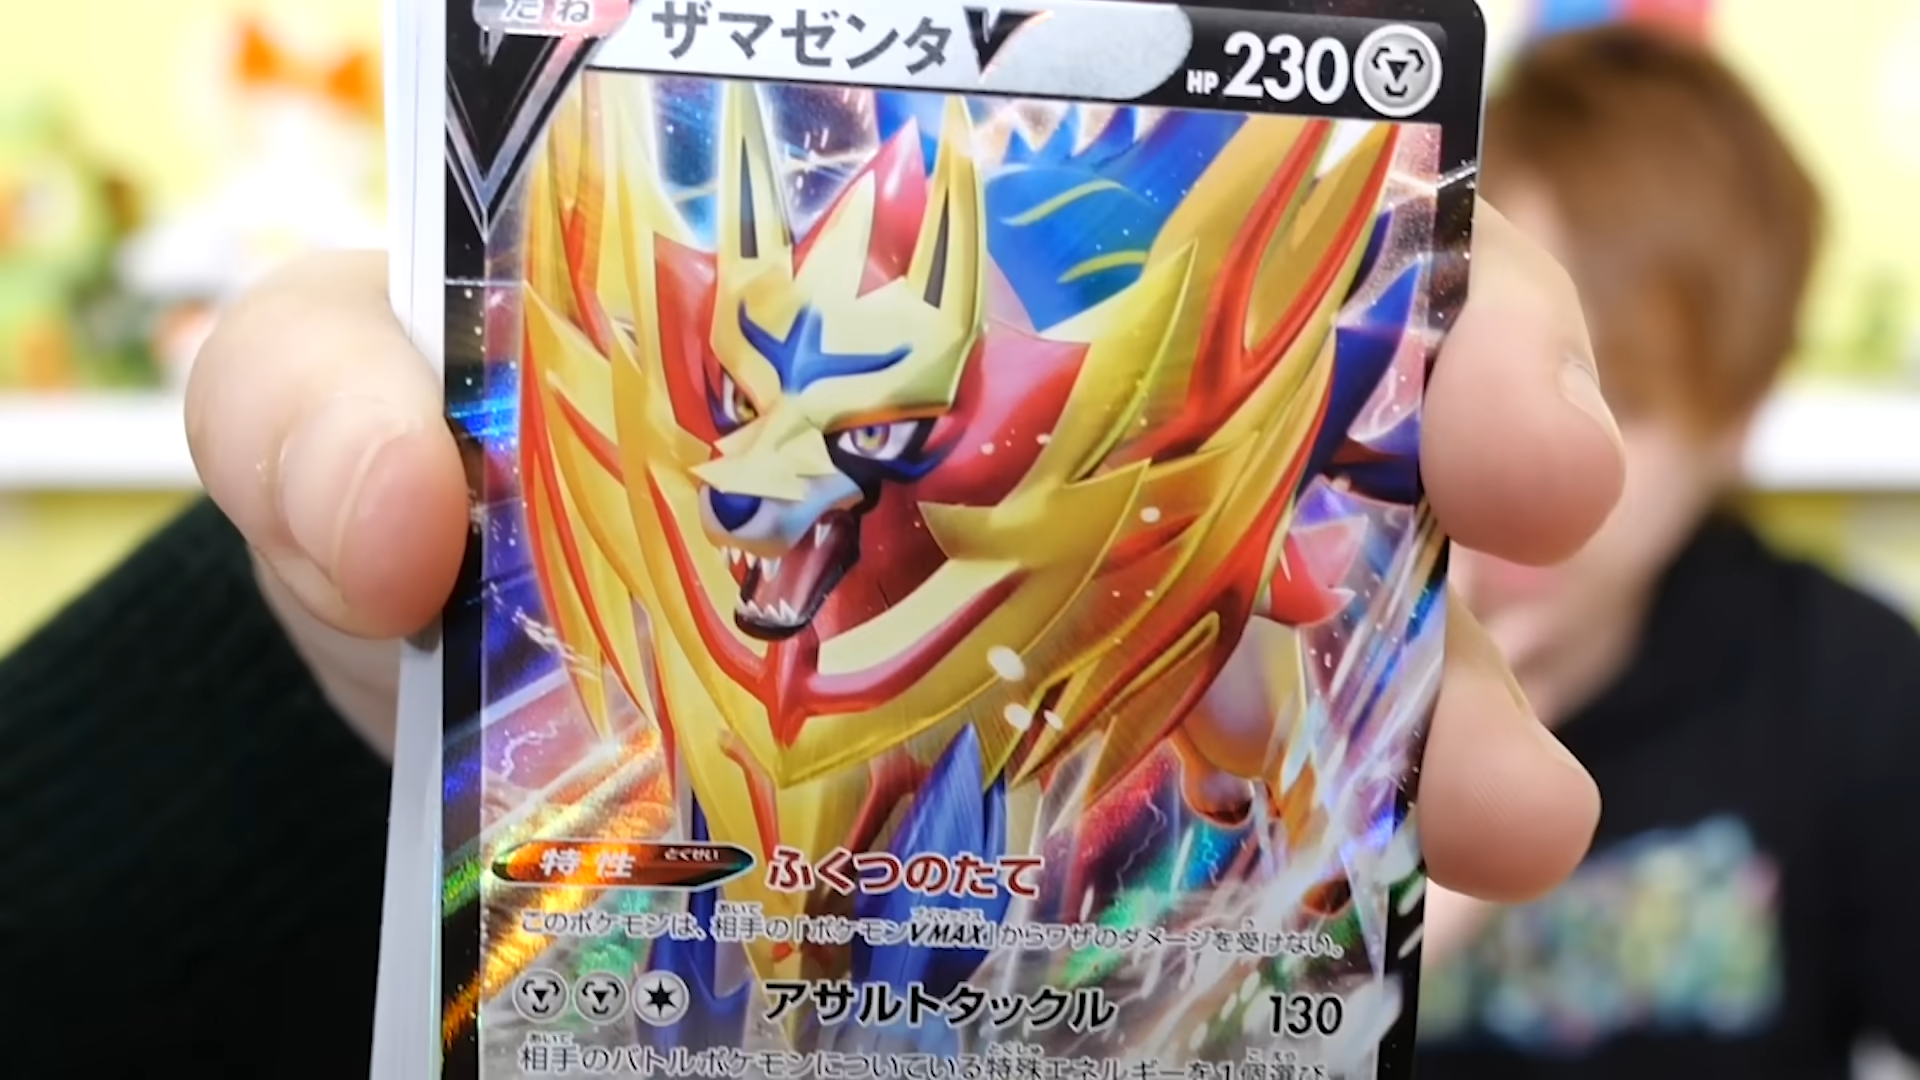 たね ザマゼンタV HP 230
特性 とくせい ふくつのたて
このポケモンは、相手の「ポケモンVMAX」からワザのダメージを受けない。
アサルトタックル 130
相手のバトルポケモンについている特殊エネルギーを1個選び、